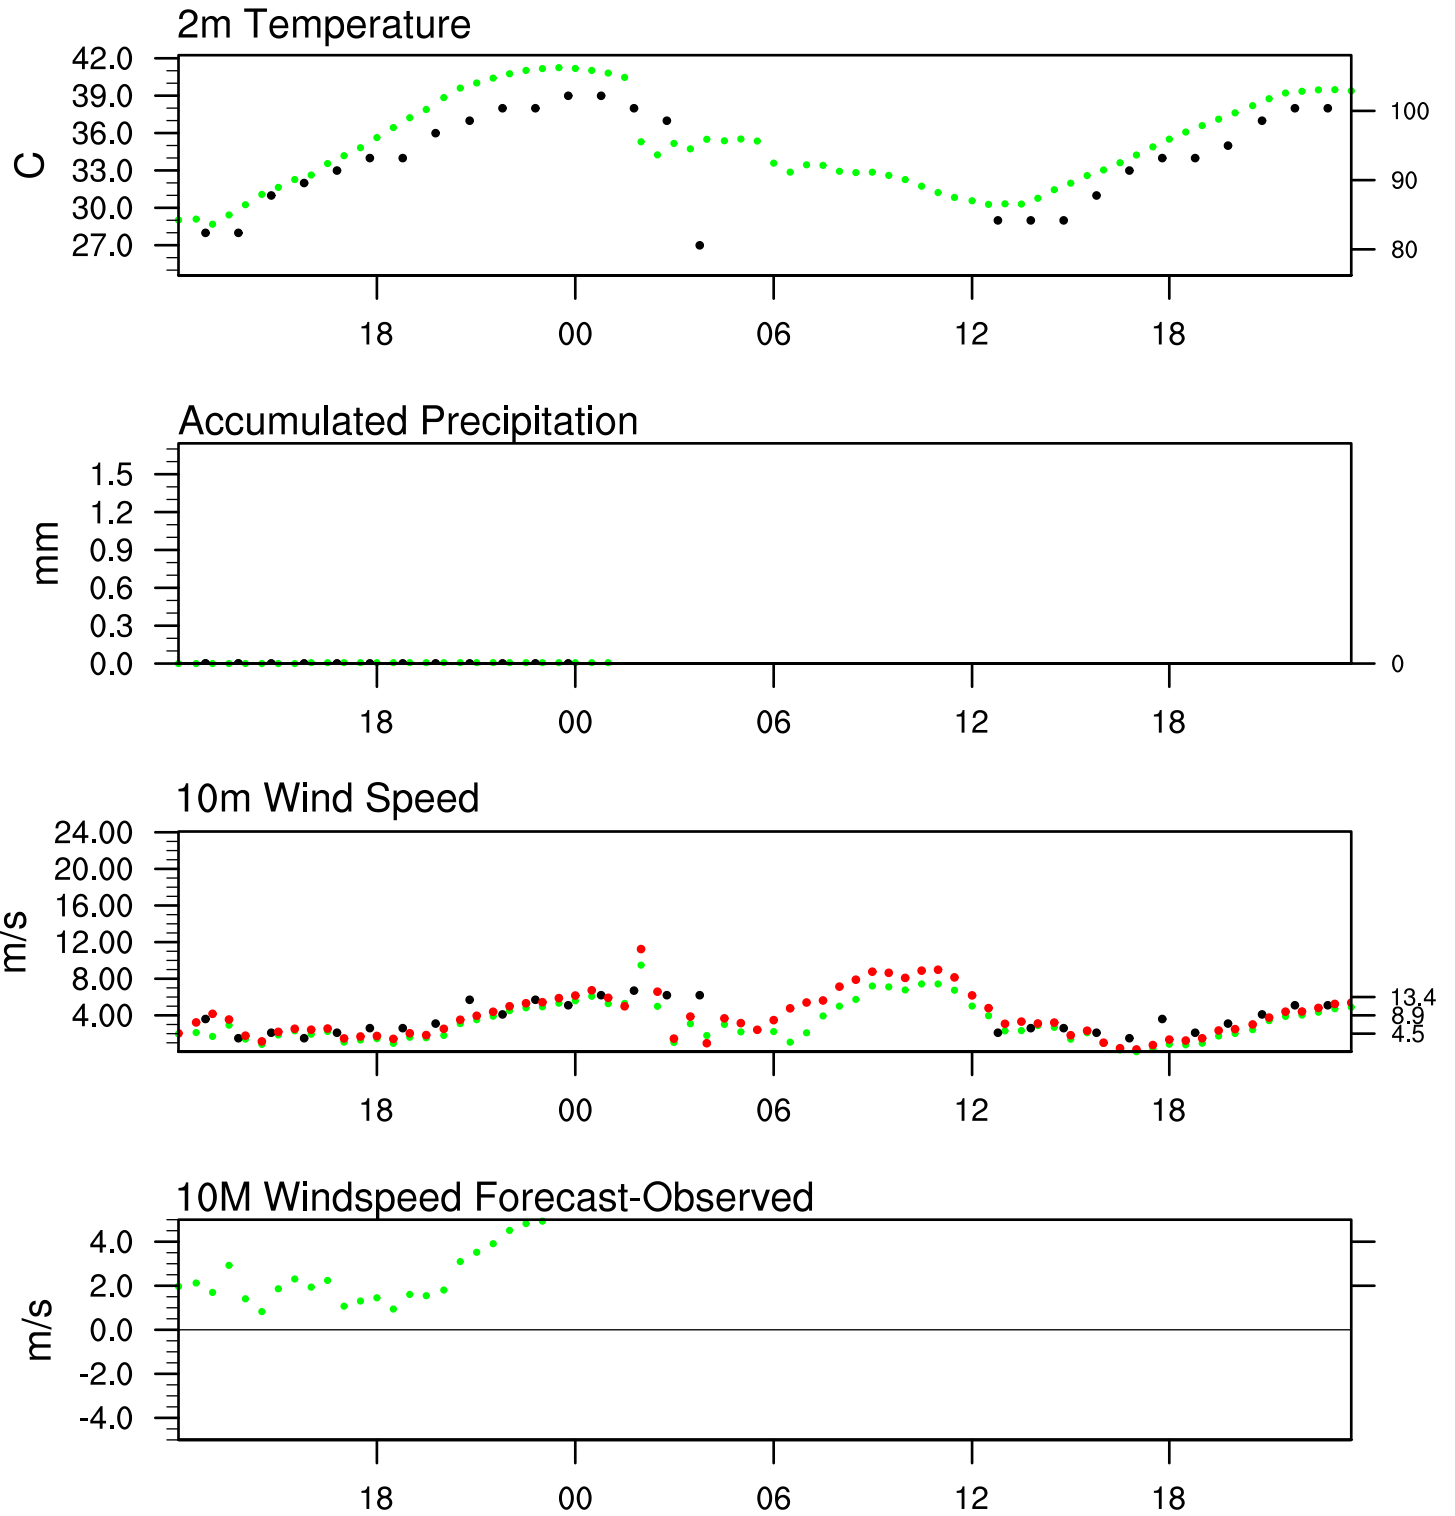 2m Temperature
42.0
39.0
36.0
33.0
30.0
27.0
C
100
90
80
18 00 06 12 18
Accumulated Precipitation
1.5
1.2
0.9
0.6
0.3
0.0
mm
0
18 00 06 12 18
10m Wind Speed
24.00
20.00
16.00
12.00
8.00
4.00
m/s
13.4
8.9
4.5
18 00 06 12 18
10M Windspeed Forecast-Observed
4.0
2.0
0.0
-2.0
-4.0
m/s
18 00 06 12 18